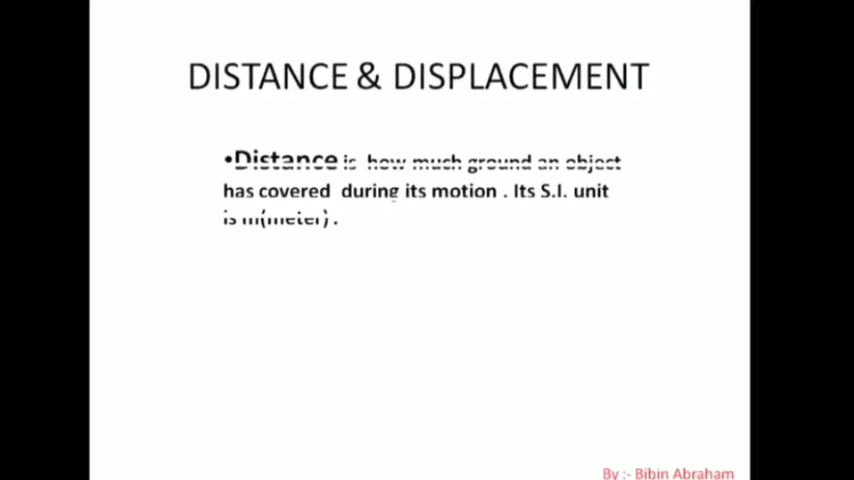 DISTANCE & DISPLACEMENT
•Distance is how much ground an object
has covered during its motion . Its S.I. unit
is m(meter) .
By :- Bibin Abraham